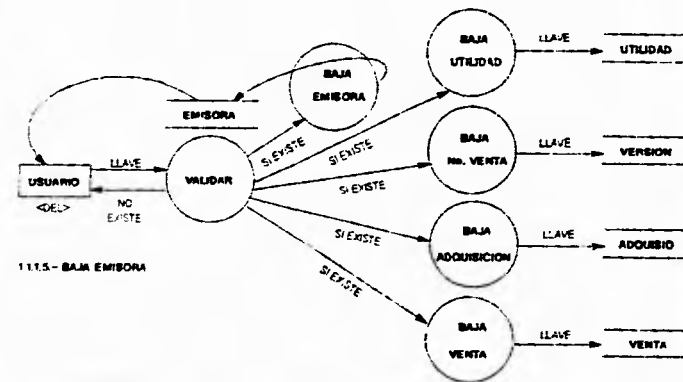 BAJA
UTILIDAD
LLAVE
UTILIDAD
BAJA
EMISORA
EMISORA
SI EXISTE
SI EXISTE
USUARIO
LLAVE
NO
EXISTE
<DEL>
VALIDAR
SI EXISTE
BAJA
No. VENTA
LLAVE
VERSION
SI EXISTE
BAJA
ADQUISICION
LLAVE
ADQUISIO
1.1.1.5.- BAJA EMISORA
SI EXISTE
BAJA
VENTA
LLAVE
VENTA